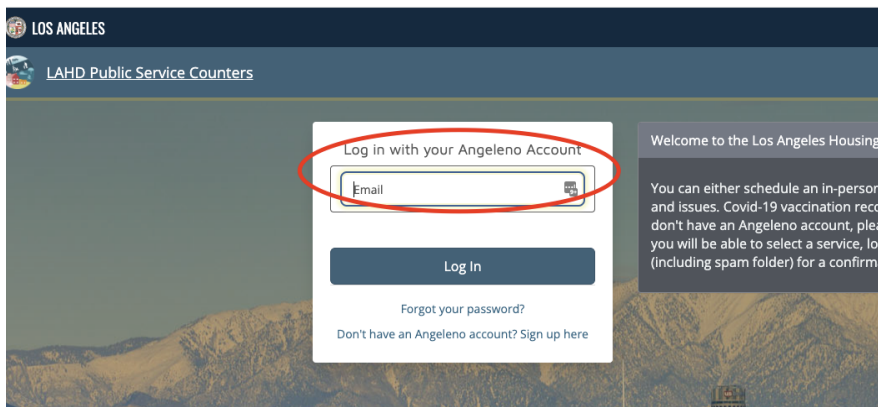 LOS ANGELES
LAHD Public Service Counters
Log in with your Angeleno Account
Email
Log In
Forgot your password?
Don't have an Angeleno account? Sign up here
Welcome to the Los Angeles Housing
You can either schedule an in-person
and issues. Covid-19 vaccination reco
don't have an Angeleno account, plea
you will be able to select a service, lo
(including spam folder) for a confirm